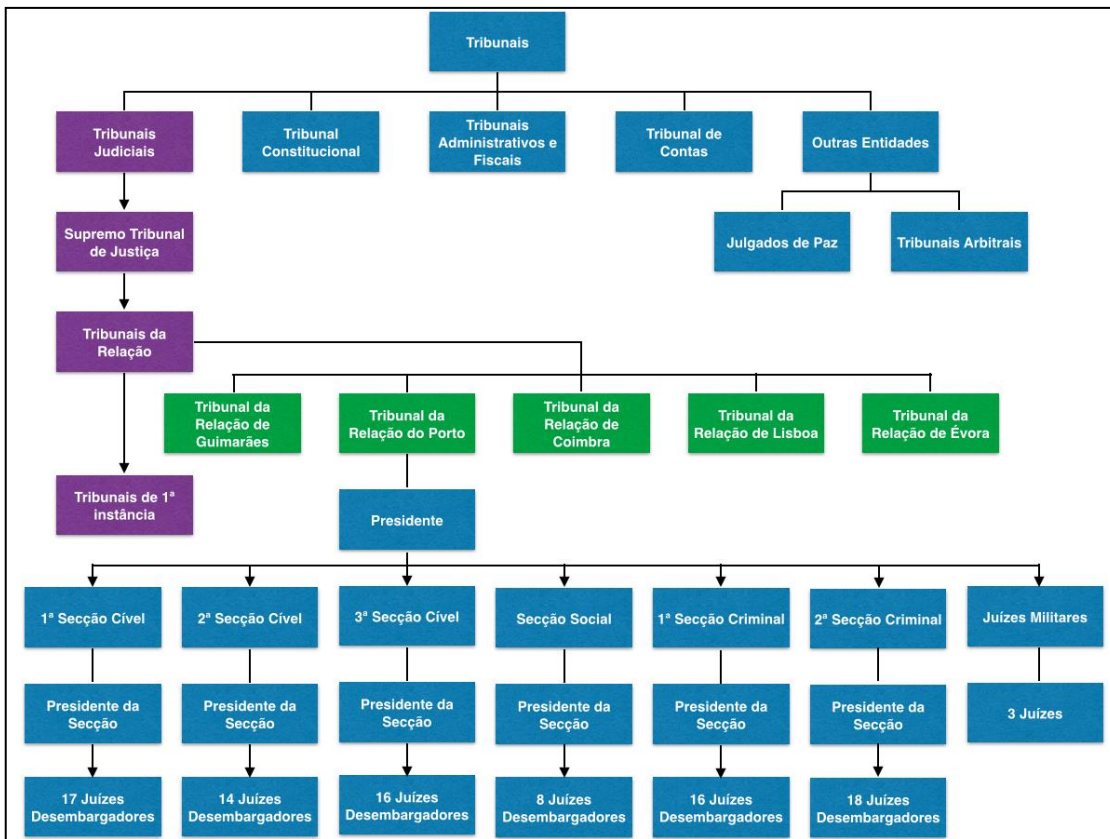 Tribunais
Tribunais
Judiciais
Tribunal
Constitucional
Tribunais
Administrativos e
Fiscais
Tribunal de
Contas
Outras Entidades
Supremo Tribunal
de Justiça
Julgados de Paz
Tribunais Arbitrais
Tribunais da
Relação
Tribunal da
Relação de
Guimarães
Tribunal da
Relação do Porto
Tribunal da
Relação de
Coimbra
Tribunal da
Relação de Lisboa
Tribunal da
Relação de Évora
Tribunais de 1ª
instância
Presidente
1ª Secção Cível
2ª Secção Cível
3ª Secção Cível
Secção Social
1ª Secção Criminal
2ª Secção Criminal
Juízes Militares
Presidente da
Secção
Presidente da
Secção
Presidente da
Secção
Presidente da
Secção
Presidente da
Secção
Presidente da
Secção
3 Juízes
17 Juízes
Desembargadores
14 Juízes
Desembargadores
16 Juízes
Desembargadores
8 Juízes
Desembargadores
16 Juízes
Desembargadores
18 Juízes
Desembargadores